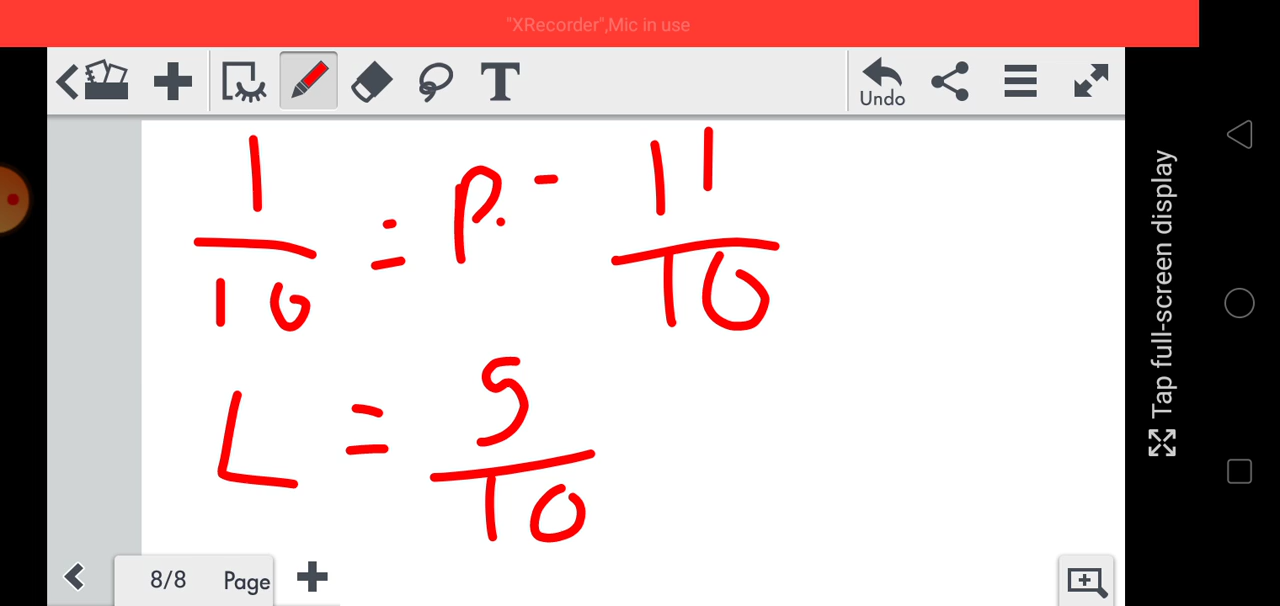 "XRecorder",Mic in use
Undo
1/10 = P. - 11/10
L = 5/10
8/8 Page
Tap full-screen display